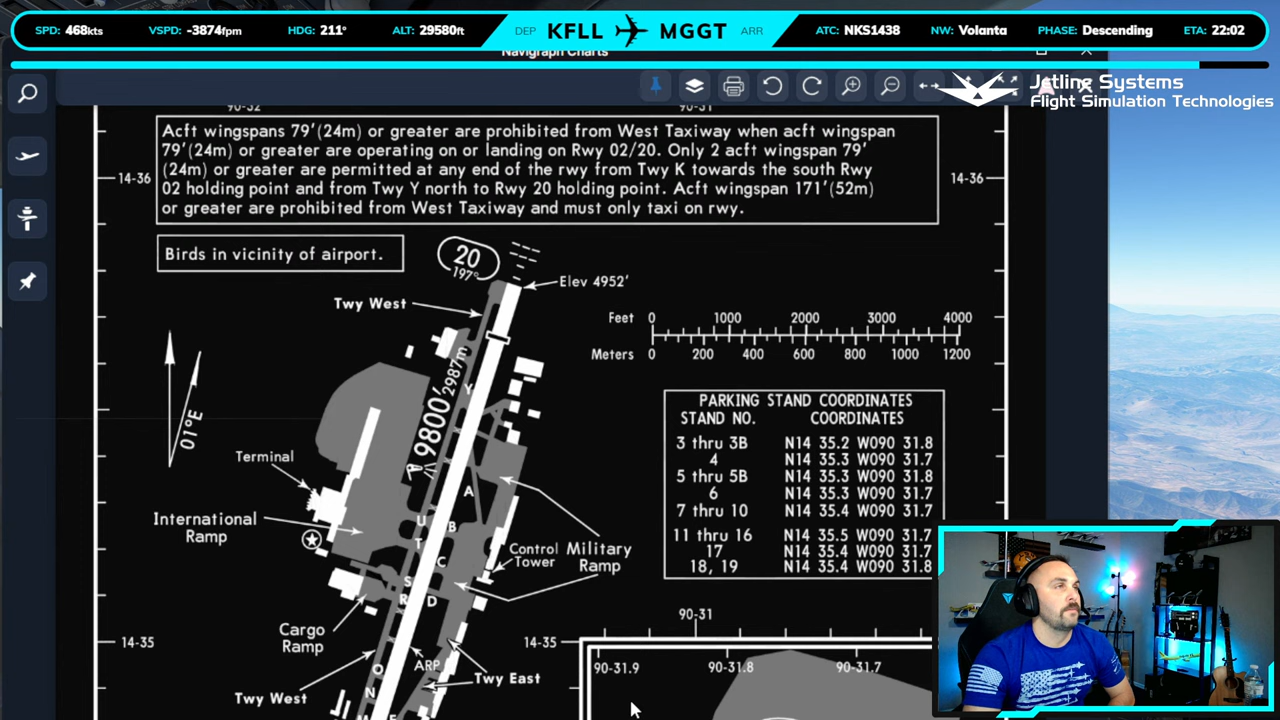 SPD: 468kts VSPD: -3874fpm HDG: 211° ALT: 29580ft DEP KFLL MGGT ARR ATC: NKS1438 NW: Volanta PHASE: Descending ETA: 22:02
Navigraph Charts
Jetline Systems
Flight Simulation Technologies
90-32 90-31
Acft wingspans 79'(24m) or greater are prohibited from West Taxiway when acft wingspan
79'(24m) or greater are operating on or landing on Rwy 02/20. Only 2 acft wingspan 79'
(24m) or greater are permitted at any end of the rwy from Twy K towards the south Rwy
02 holding point and from Twy Y north to Rwy 20 holding point. Acft wingspan 171'(52m)
or greater are prohibited from West Taxiway and must only taxi on rwy.
14-36 14-36
Birds in vicinity of airport.
20
197°
Elev 4952'
Twy West
Feet 0 1000 2000 3000 4000
Meters 0 200 400 600 800 1000 1200
01°E
9800' 2987m
Y
PARKING STAND COORDINATES
STAND NO. COORDINATES
3 thru 3B N14 35.2 W090 31.8
4 N14 35.3 W090 31.7
5 thru 5B N14 35.3 W090 31.8
6 N14 35.3 W090 31.7
7 thru 10 N14 35.4 W090 31.7
11 thru 16 N14 35.5 W090 31.7
17 N14 35.4 W090 31.7
18, 19 N14 35.4 W090 31.8
Terminal
International
Ramp
A
U B
T
C
S
R D
Control
Tower
Military
Ramp
Cargo
Ramp
14-35 14-35
90-31
ARP
O
N
Twy West
Twy East
90-31.9 90-31.8 90-31.7